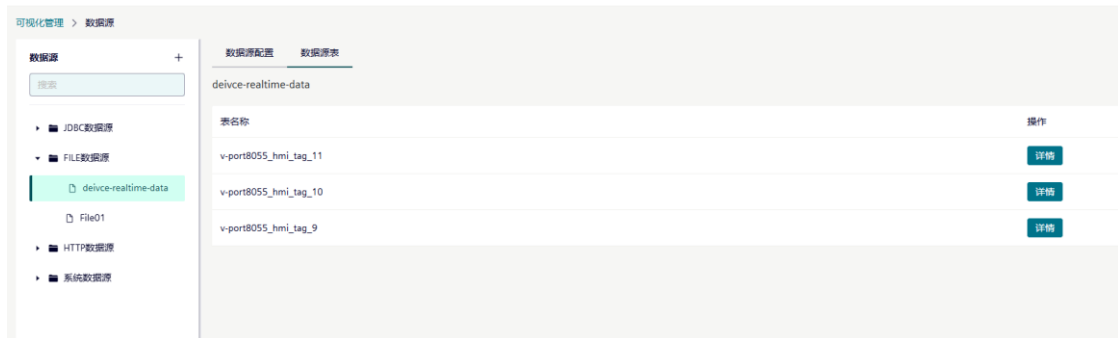 可视化管理 > 数据源
数据源 +
搜索
JDBC数据源
FILE数据源
deivce-realtime-data
File01
HTTP数据源
系统数据源
数据源配置 数据源表
deivce-realtime-data
表名称 操作
v-port8055_hmi_tag_11 详情
v-port8055_hmi_tag_10 详情
v-port8055_hmi_tag_9 详情